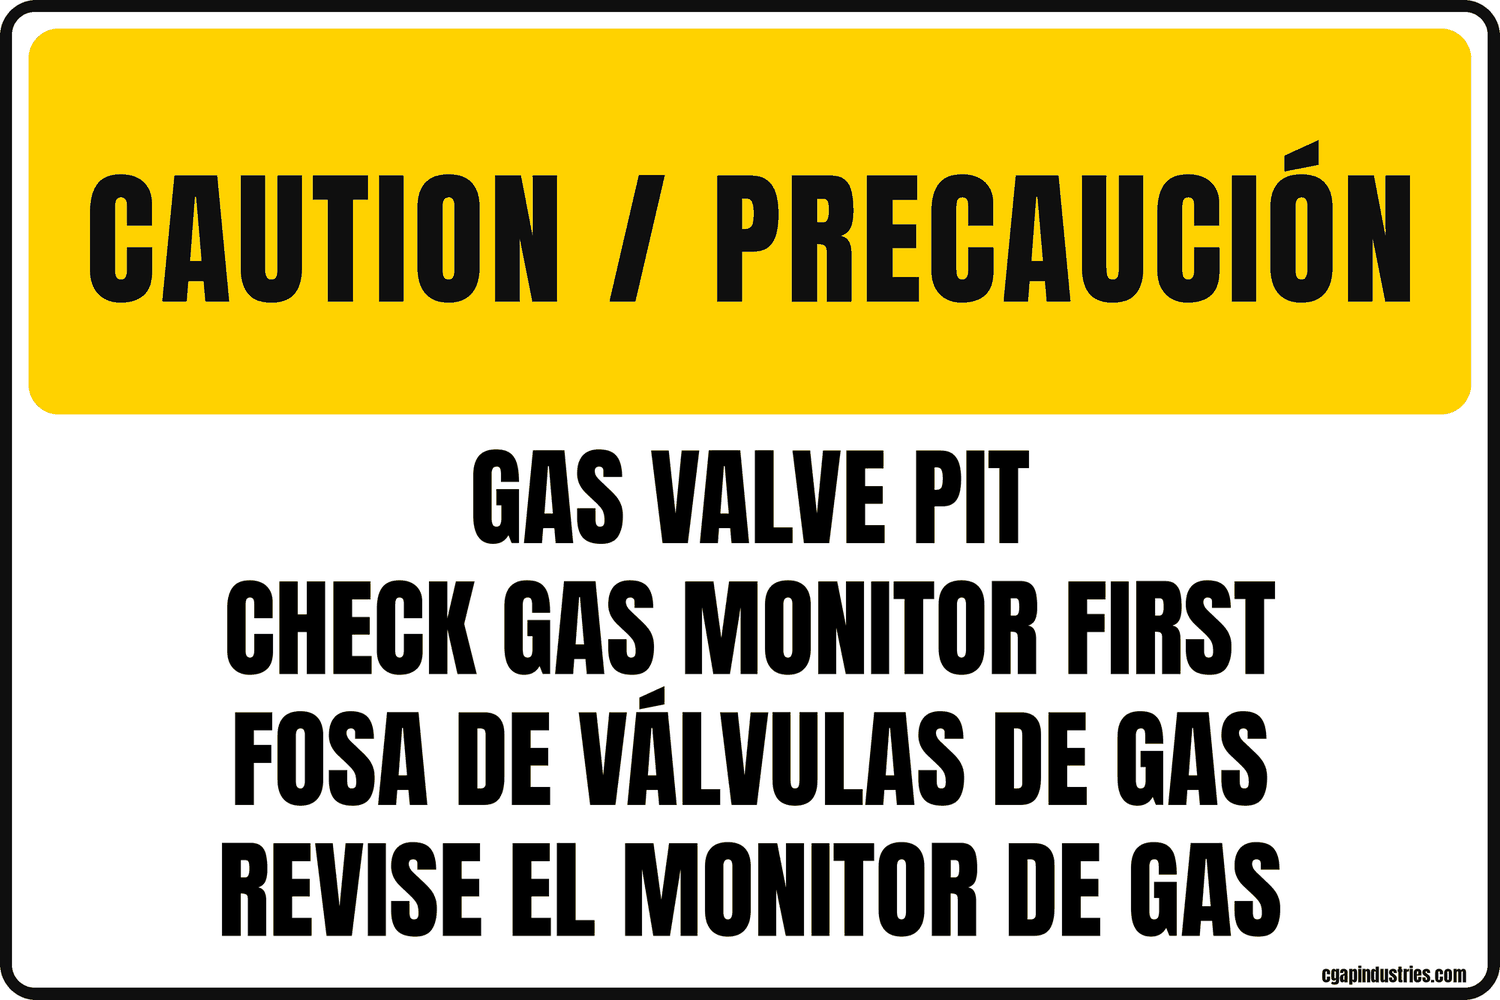 CAUTION / PRECAUCIÓN
GAS VALVE PIT
CHECK GAS MONITOR FIRST
FOSA DE VÁLVULAS DE GAS
REVISE EL MONITOR DE GAS
cgapindustries.com